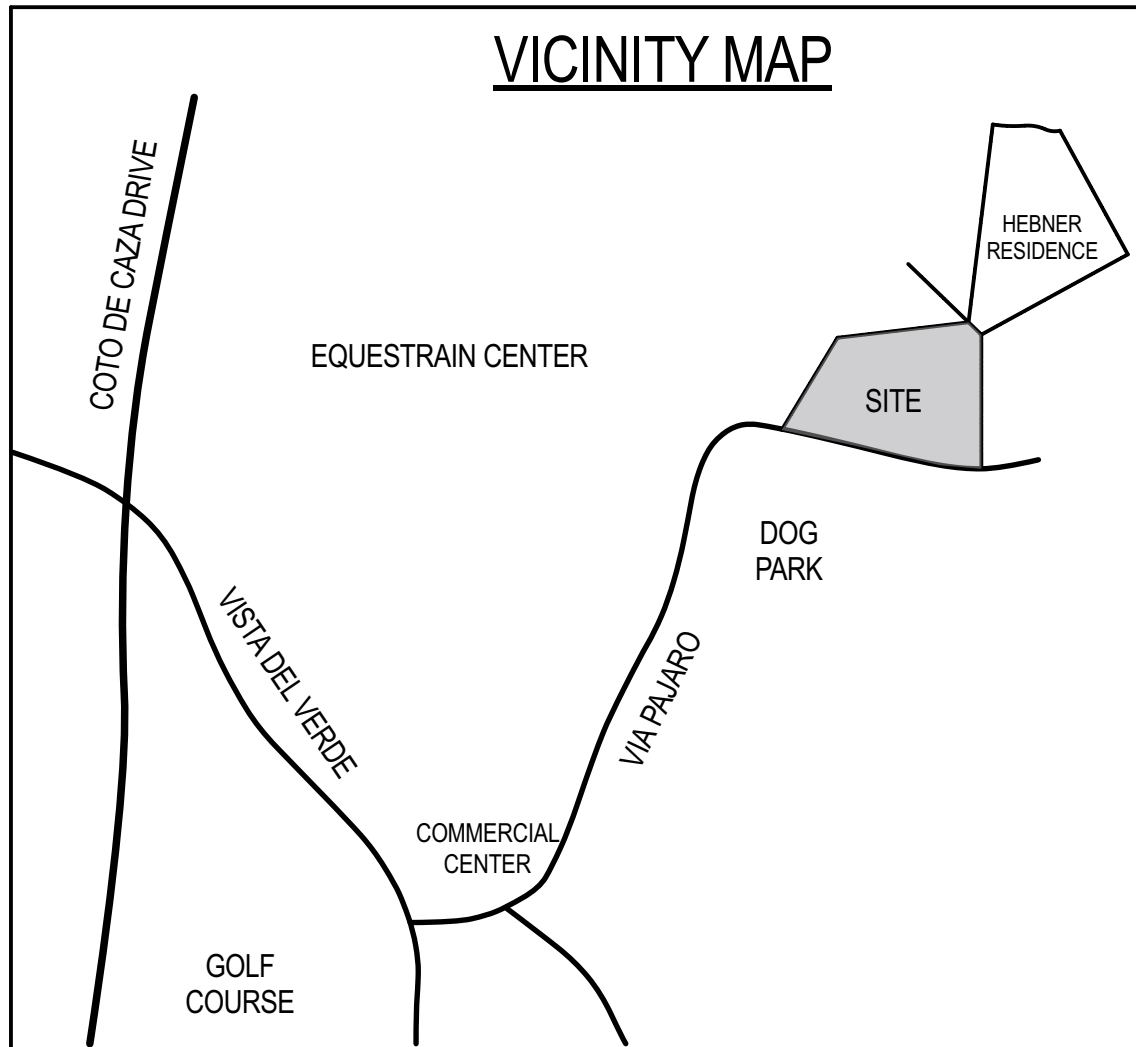 VICINITY MAP
COTO DE CAZA DRIVE
HEBNER
RESIDENCE
EQUESTRAIN CENTER
SITE
DOG
PARK
VISTA DEL VERDE
VIA PAJARO
COMMERCIAL
CENTER
GOLF
COURSE